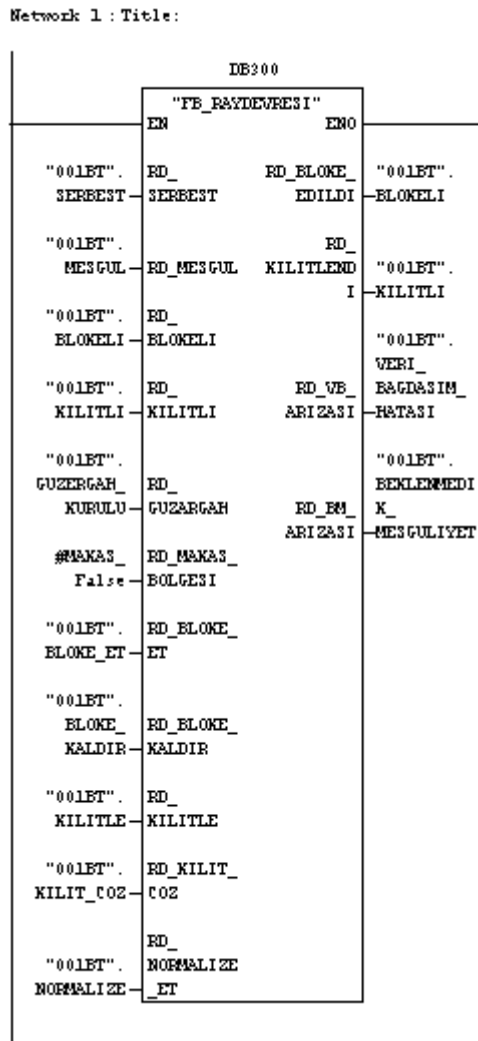 Network 1 : Title:
DB300
"FB_RAYDEVRESI"
EN ENO
"001BT". RD_ RD_BLOKE_ "001BT".
SERBEST SERBEST EDILDI BLOKELI
"001BT". RD_
MESGUL RD_MESGUL KILITLEND "001BT".
I KILITLI
"001BT". RD_
BLOKELI BLOKELI "001BT".
VERI_
"001BT". RD_ RD_VB_ BAGDASIM_
KILITLI KILITLI ARIZASI HATASI
"001BT". "001BT".
GUZERGAH_ RD_ BEKLENMEDI
KURULU GUZARGAH RD_BM_ K_
ARIZASI MESGULIYET
#MAKAS_ RD_MAKAS_
False BOLGESI
"001BT". RD_BLOKE_
BLOKE_ET ET
"001BT".
BLOKE_ RD_BLOKE_
KALDIR KALDIR
"001BT". RD_
KILITLE KILITLE
"001BT". RD_KILIT_
KILIT_COZ COZ
RD_
"001BT". NORMALIZE
NORMALIZE _ET